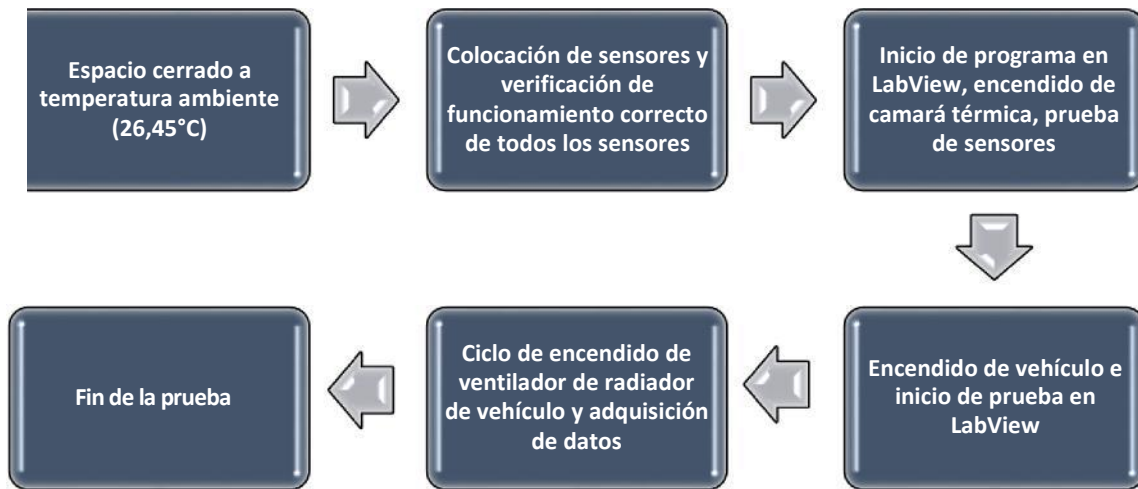 Espacio cerrado a
temperatura ambiente
(26,45°C)
Colocación de sensores y
verificación de
funcionamiento correcto
de todos los sensores
Inicio de programa en
LabView, encendido de
camará térmica, prueba
de sensores
Encendido de vehículo e
inicio de prueba en
LabView
Ciclo de encendido de
ventilador de radiador
de vehículo y adquisición
de datos
Fin de la prueba